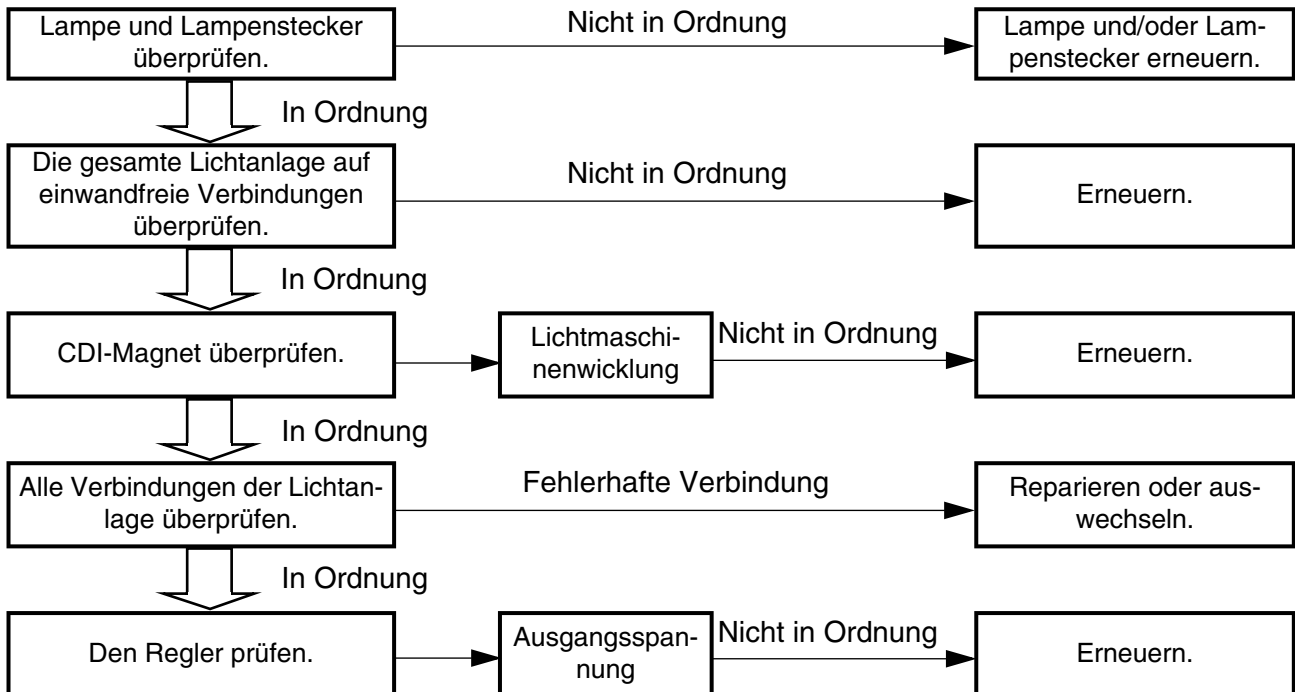 Lampe und Lampenstecker
überprüfen.
Nicht in Ordnung
Lampe und/oder Lam-
penstecker erneuern.
In Ordnung
Die gesamte Lichtanlage auf
einwandfreie Verbindungen
überprüfen.
Nicht in Ordnung
Erneuern.
In Ordnung
CDI-Magnet überprüfen.
Lichtmaschi-
nenwicklung
Nicht in Ordnung
Erneuern.
In Ordnung
Alle Verbindungen der Lichtan-
lage überprüfen.
Fehlerhafte Verbindung
Reparieren oder aus-
wechseln.
In Ordnung
Den Regler prüfen.
Ausgangsspan-
nung
Nicht in Ordnung
Erneuern.